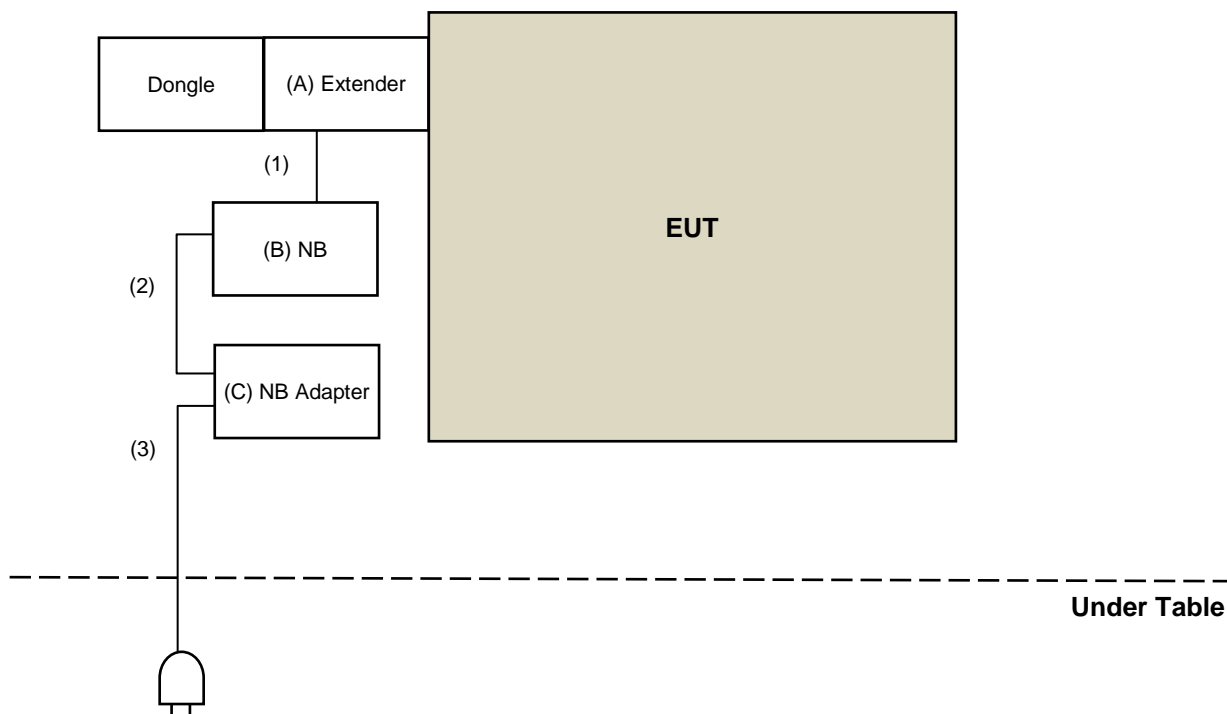 Dongle
(A) Extender
(1)
EUT
(B) NB
(2)
(C) NB Adapter
(3)
Under Table